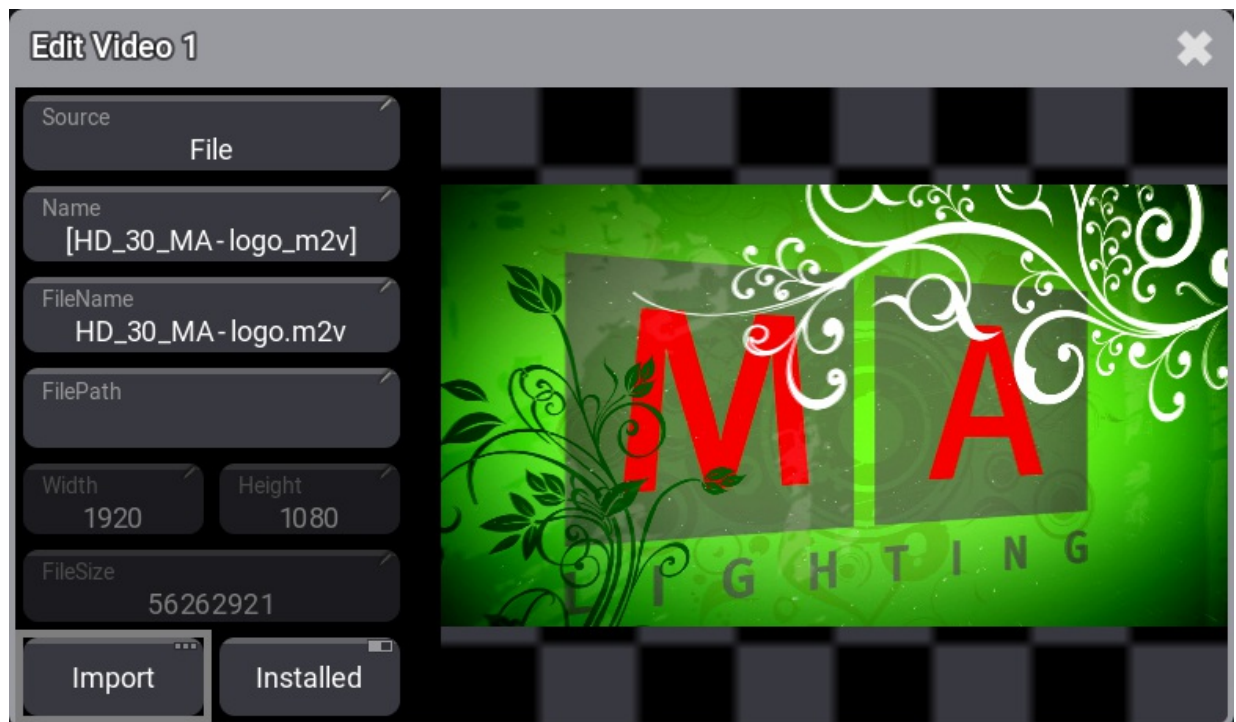 Edit Video 1
Source
File
Name
[HD_30_MA-logo_m2v]
FileName
HD_30_MA-logo.m2v
FilePath
Width
1920
Height
1080
FileSize
56262921
Import
Installed
MA
LIGHTING